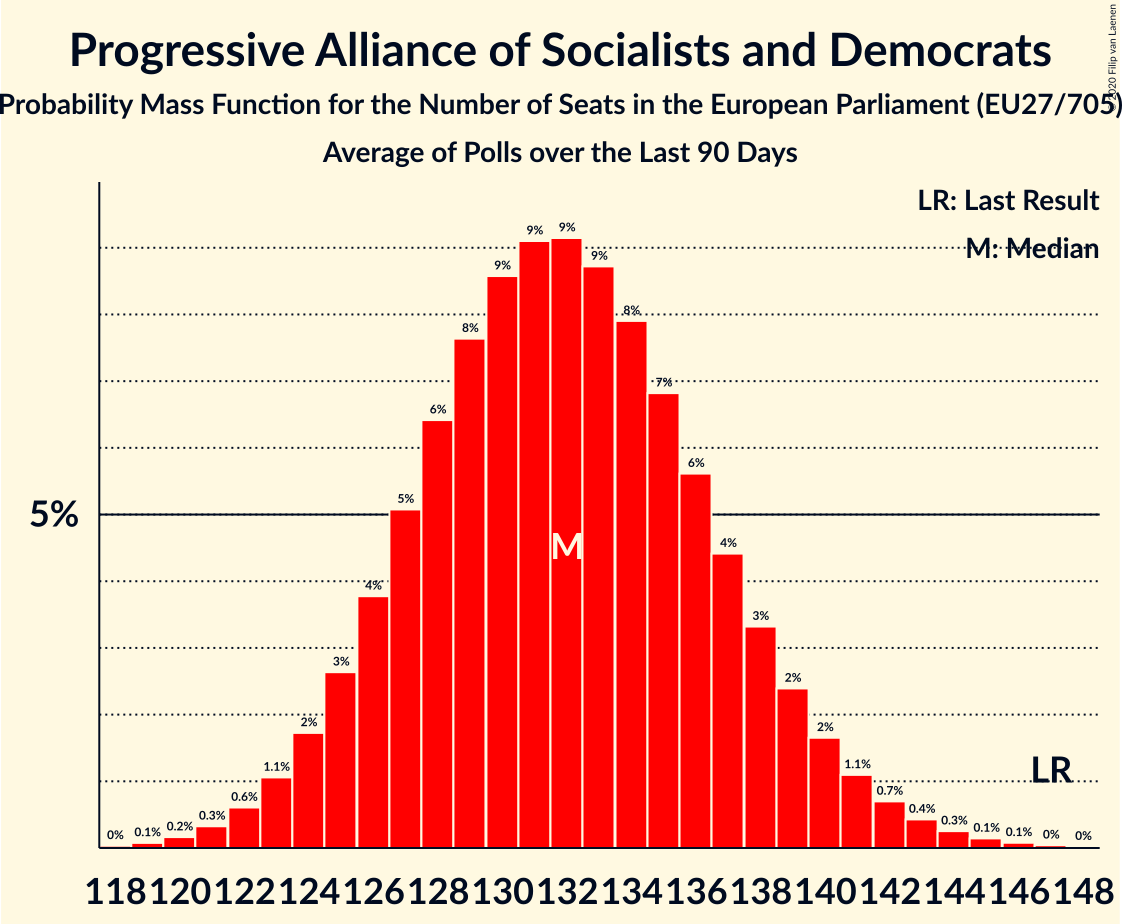 Progressive Alliance of Socialists and Democrats
Probability Mass Function for the Number of Seats in the European Parliament (EU27/705)
Average of Polls over the Last 90 Days
© 2020 Filip van Laenen
LR: Last Result
M: Median
5%
0% 0.1% 0.2% 0.3% 0.6% 1.1% 2% 3% 4% 5% 6% 8% 9% 9% 9% 9% 8% 7% 6% 4% 3% 2% 2% 1.1% 0.7% 0.4% 0.3% 0.1% 0.1% 0% 0%
M
LR
118 120 122 124 126 128 130 132 134 136 138 140 142 144 146 148